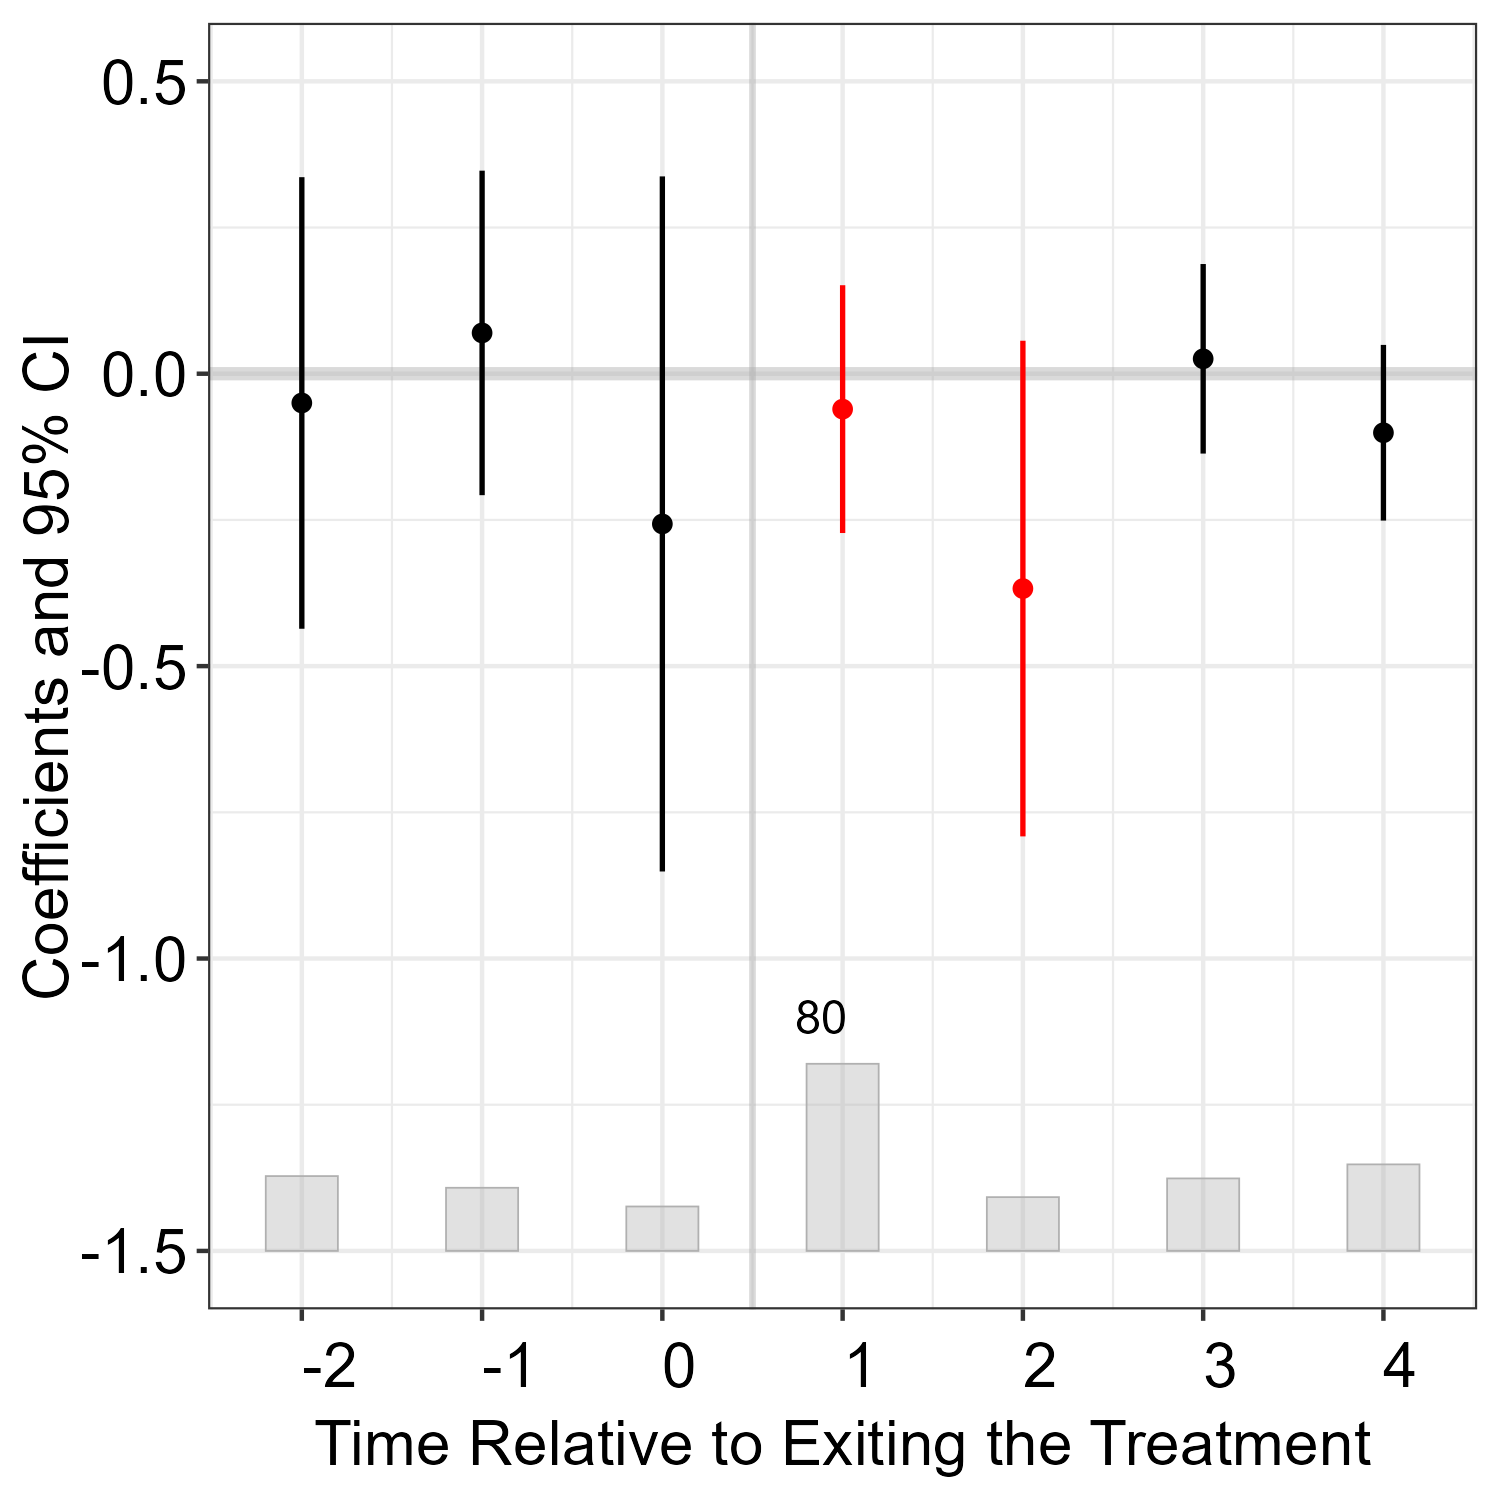 Coefficients and 95% CI
0.5
0.0
-0.5
-1.0
-1.5
80
-2 -1 0 1 2 3 4
Time Relative to Exiting the Treatment